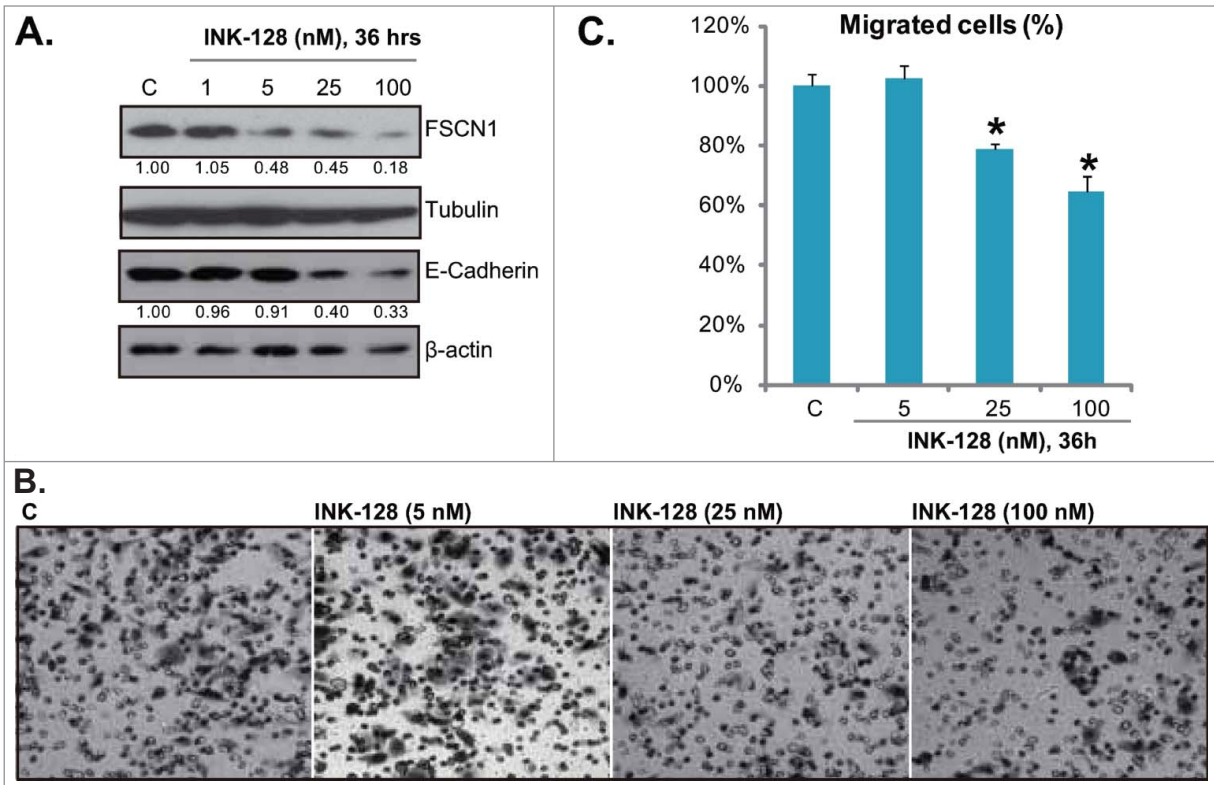 A.
INK-128 (nM), 36 hrs
C 1 5 25 100
FSCN1
1.00 1.05 0.48 0.45 0.18
Tubulin
E-Cadherin
1.00 0.96 0.91 0.40 0.33
β-actin
C.
Migrated cells (%)
120%
100%
80%
60%
40%
20%
0%
*
*
C 5 25 100
INK-128 (nM), 36h
B.
C INK-128 (5 nM) INK-128 (25 nM) INK-128 (100 nM)